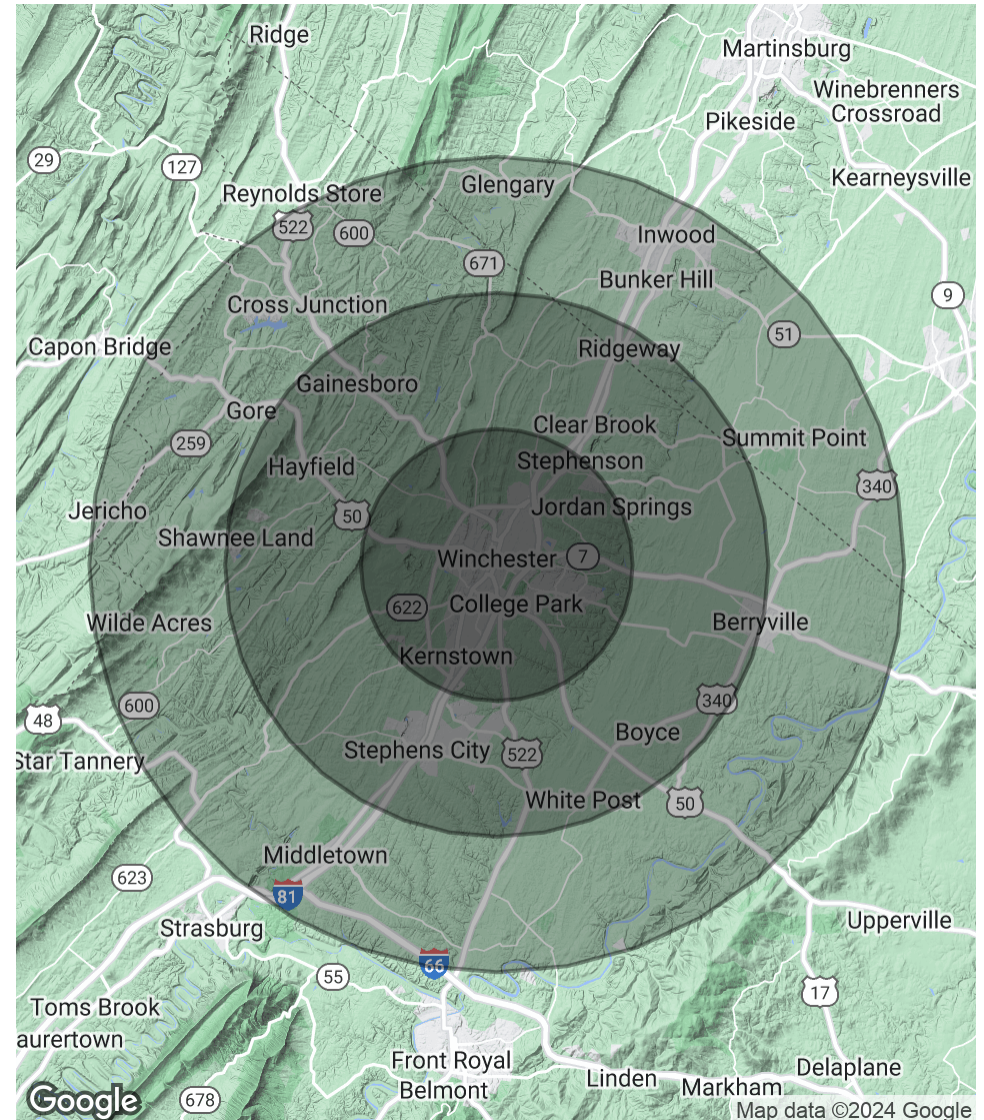 Ridge
Martinsburg
Winebrenners
Crossroad
Pikeside
29
127
Kearneysville
Reynolds Store
Glengary
522
600
Inwood
671
Bunker Hill
9
Cross Junction
51
Capon Bridge
Ridgeway
Gainesboro
Gore
Clear Brook
259
Summit Point
Hayfield
Stephenson
340
Jericho
50
Jordan Springs
Shawnee Land
Winchester
7
622
College Park
Wilde Acres
Berryville
Kernstown
600
340
48
Boyce
Stephens City
522
Star Tannery
White Post
50
Middletown
623
81
Strasburg
Upperville
66
55
17
Toms Brook
aurertown
Front Royal
Delaplane
Belmont
Linden
Markham
Google
678
Map data ©2024 Google